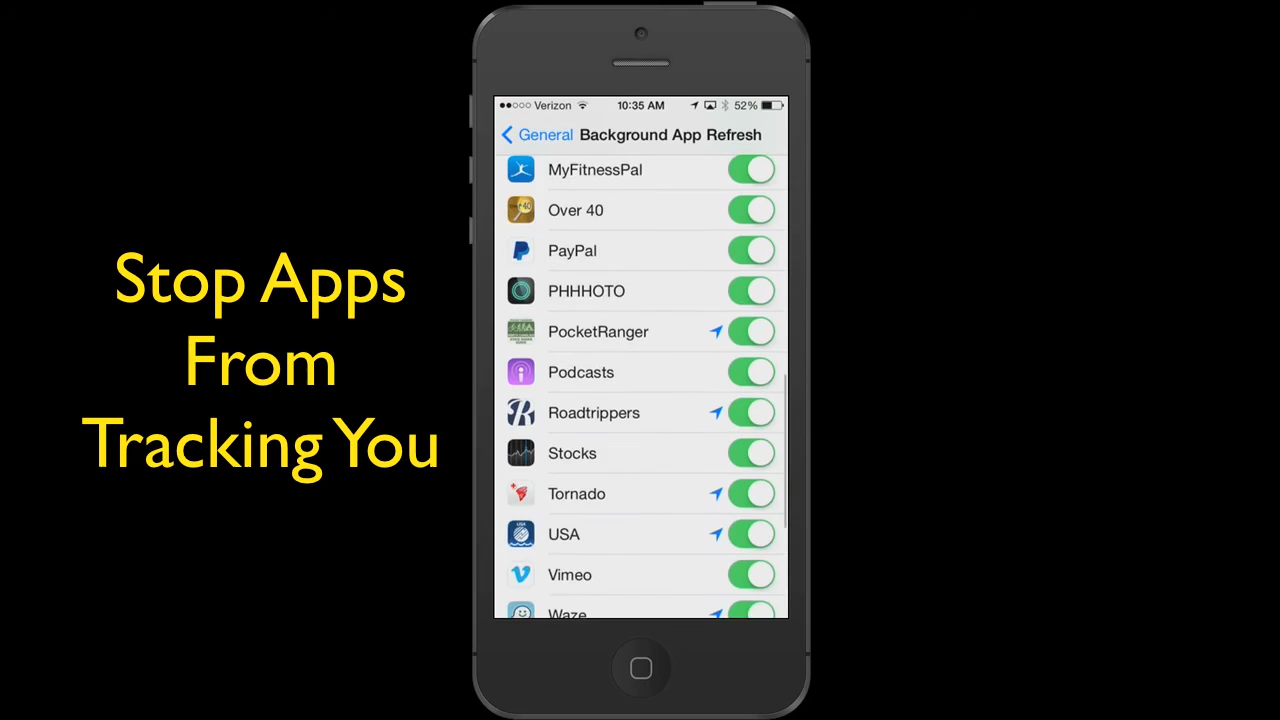 Verizon 10:35 AM 52%
General Background App Refresh
MyFitnessPal
Over 40
PayPal
PHHHOTO
PocketRanger
Podcasts
Roadtrippers
Stocks
Tornado
USA
Vimeo
Waze
Stop Apps
From
Tracking You